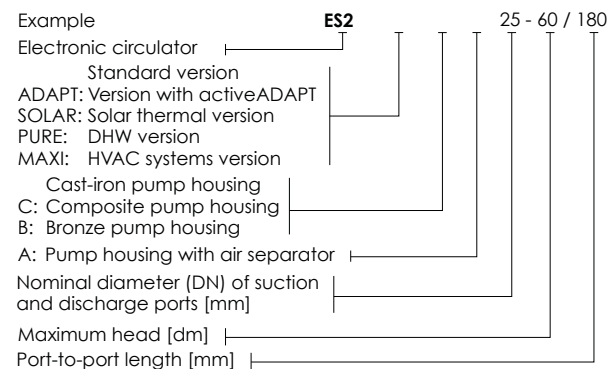 Example ES2 25 - 60 / 180
Electronic circulator
Standard version
ADAPT: Version with activeADAPT
SOLAR: Solar thermal version
PURE: DHW version
MAXI: HVAC systems version
Cast-iron pump housing
C: Composite pump housing
B: Bronze pump housing
A: Pump housing with air separator
Nominal diameter (DN) of suction
and discharge ports [mm]
Maximum head [dm]
Port-to-port length [mm]